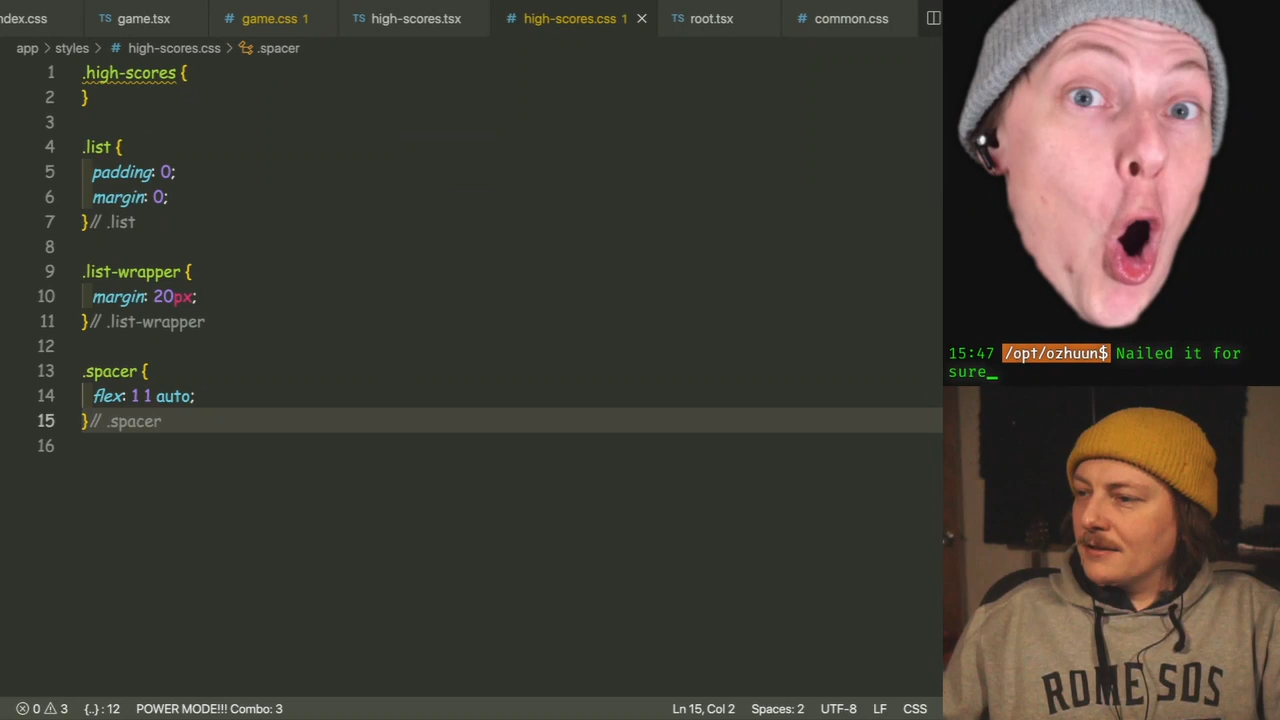 ndex.css
TS game.tsx
# game.css 1
TS high-scores.tsx
# high-scores.css 1
TS root.tsx
# common.css
app > styles > # high-scores.css > .spacer
1 .high-scores {
2 }
3
4 .list {
5 padding: 0;
6 margin: 0;
7 }// .list
8
9 .list-wrapper {
10 margin: 20px;
11 }// .list-wrapper
12
13 .spacer {
14 flex: 1 1 auto;
15 }// .spacer
16
15:47 /opt/ozhuun$ Nailed it for
sure_
ROME SOS
0 3 {..} : 12 POWER MODE!!! Combo: 3 Ln 15, Col 2 Spaces: 2 UTF-8 LF CSS